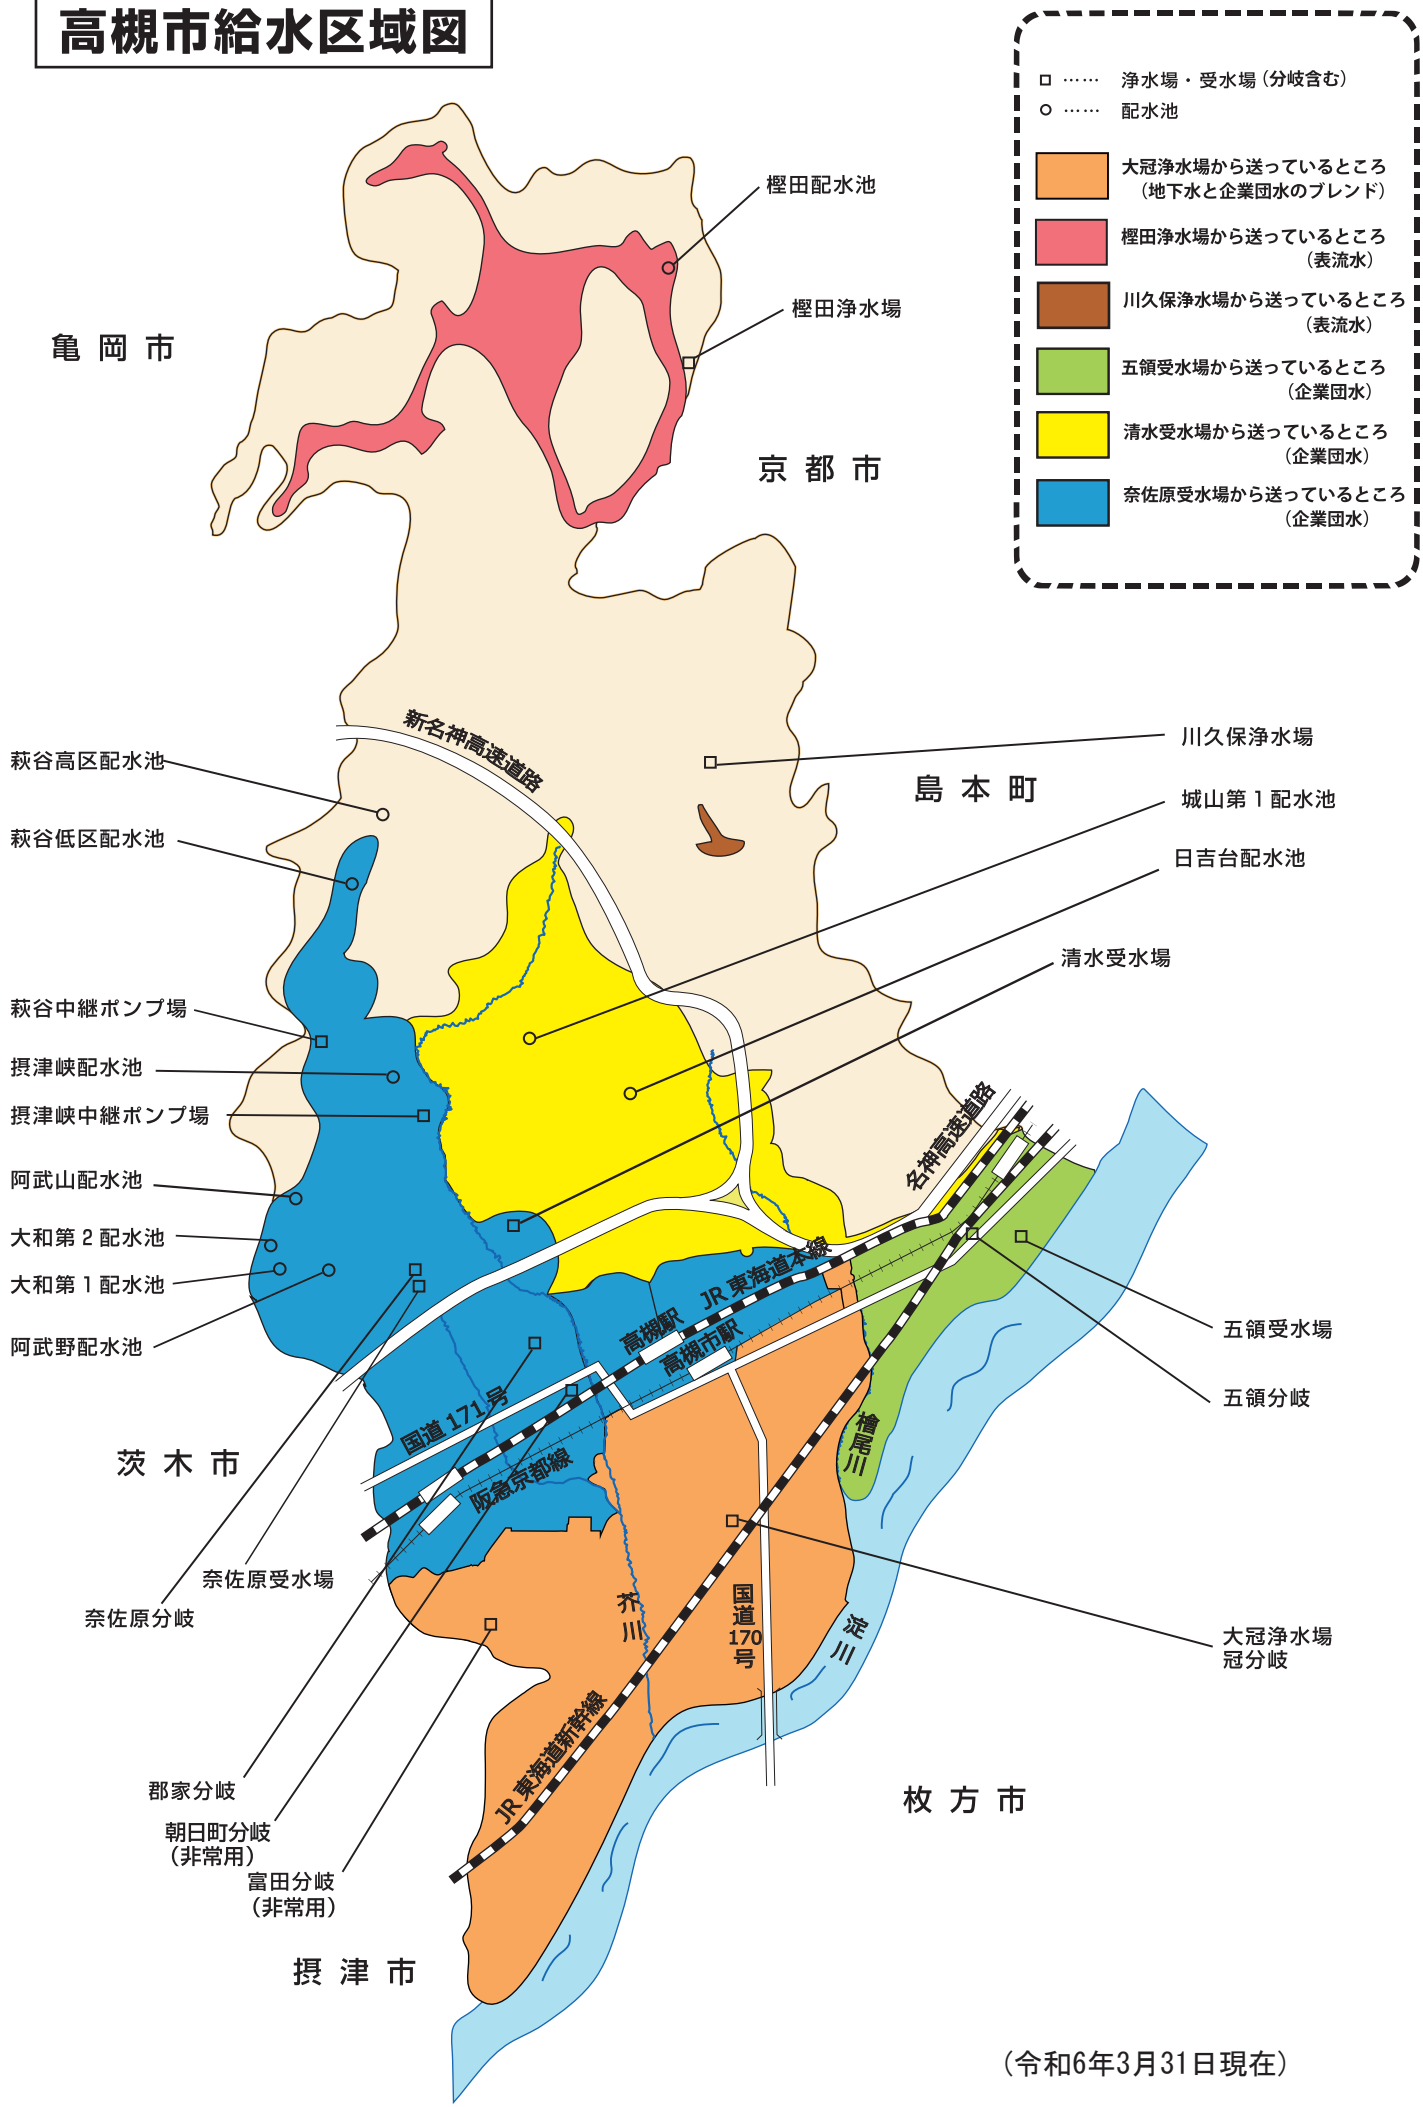 高槻市給水区域図
□ …… 浄水場・受水場（分岐含む）
○ …… 配水池
大冠浄水場から送っているところ
（地下水と企業団水のブレンド）
樫田浄水場から送っているところ
（表流水）
川久保浄水場から送っているところ
（表流水）
五領受水場から送っているところ
（企業団水）
清水受水場から送っているところ
（企業団水）
奈佐原受水場から送っているところ
（企業団水）
樫田配水池
樫田浄水場
亀岡市
京都市
新名神高速道路
川久保浄水場
萩谷高区配水池
島本町
城山第1配水池
萩谷低区配水池
日吉台配水池
清水受水場
萩谷中継ポンプ場
摂津峡配水池
摂津峡中継ポンプ場
名神高速道路
阿武山配水池
大和第2配水池
大和第1配水池
阿武野配水池
JR東海道本線
高槻駅
高槻市駅
五領受水場
五領分岐
国道171号
檜尾川
茨木市
阪急京都線
奈佐原受水場
奈佐原分岐
芥川
国道170号
淀川
大冠浄水場
冠分岐
JR東海道新幹線
郡家分岐
朝日町分岐
（非常用）
富田分岐
（非常用）
枚方市
摂津市
（令和6年3月31日現在）